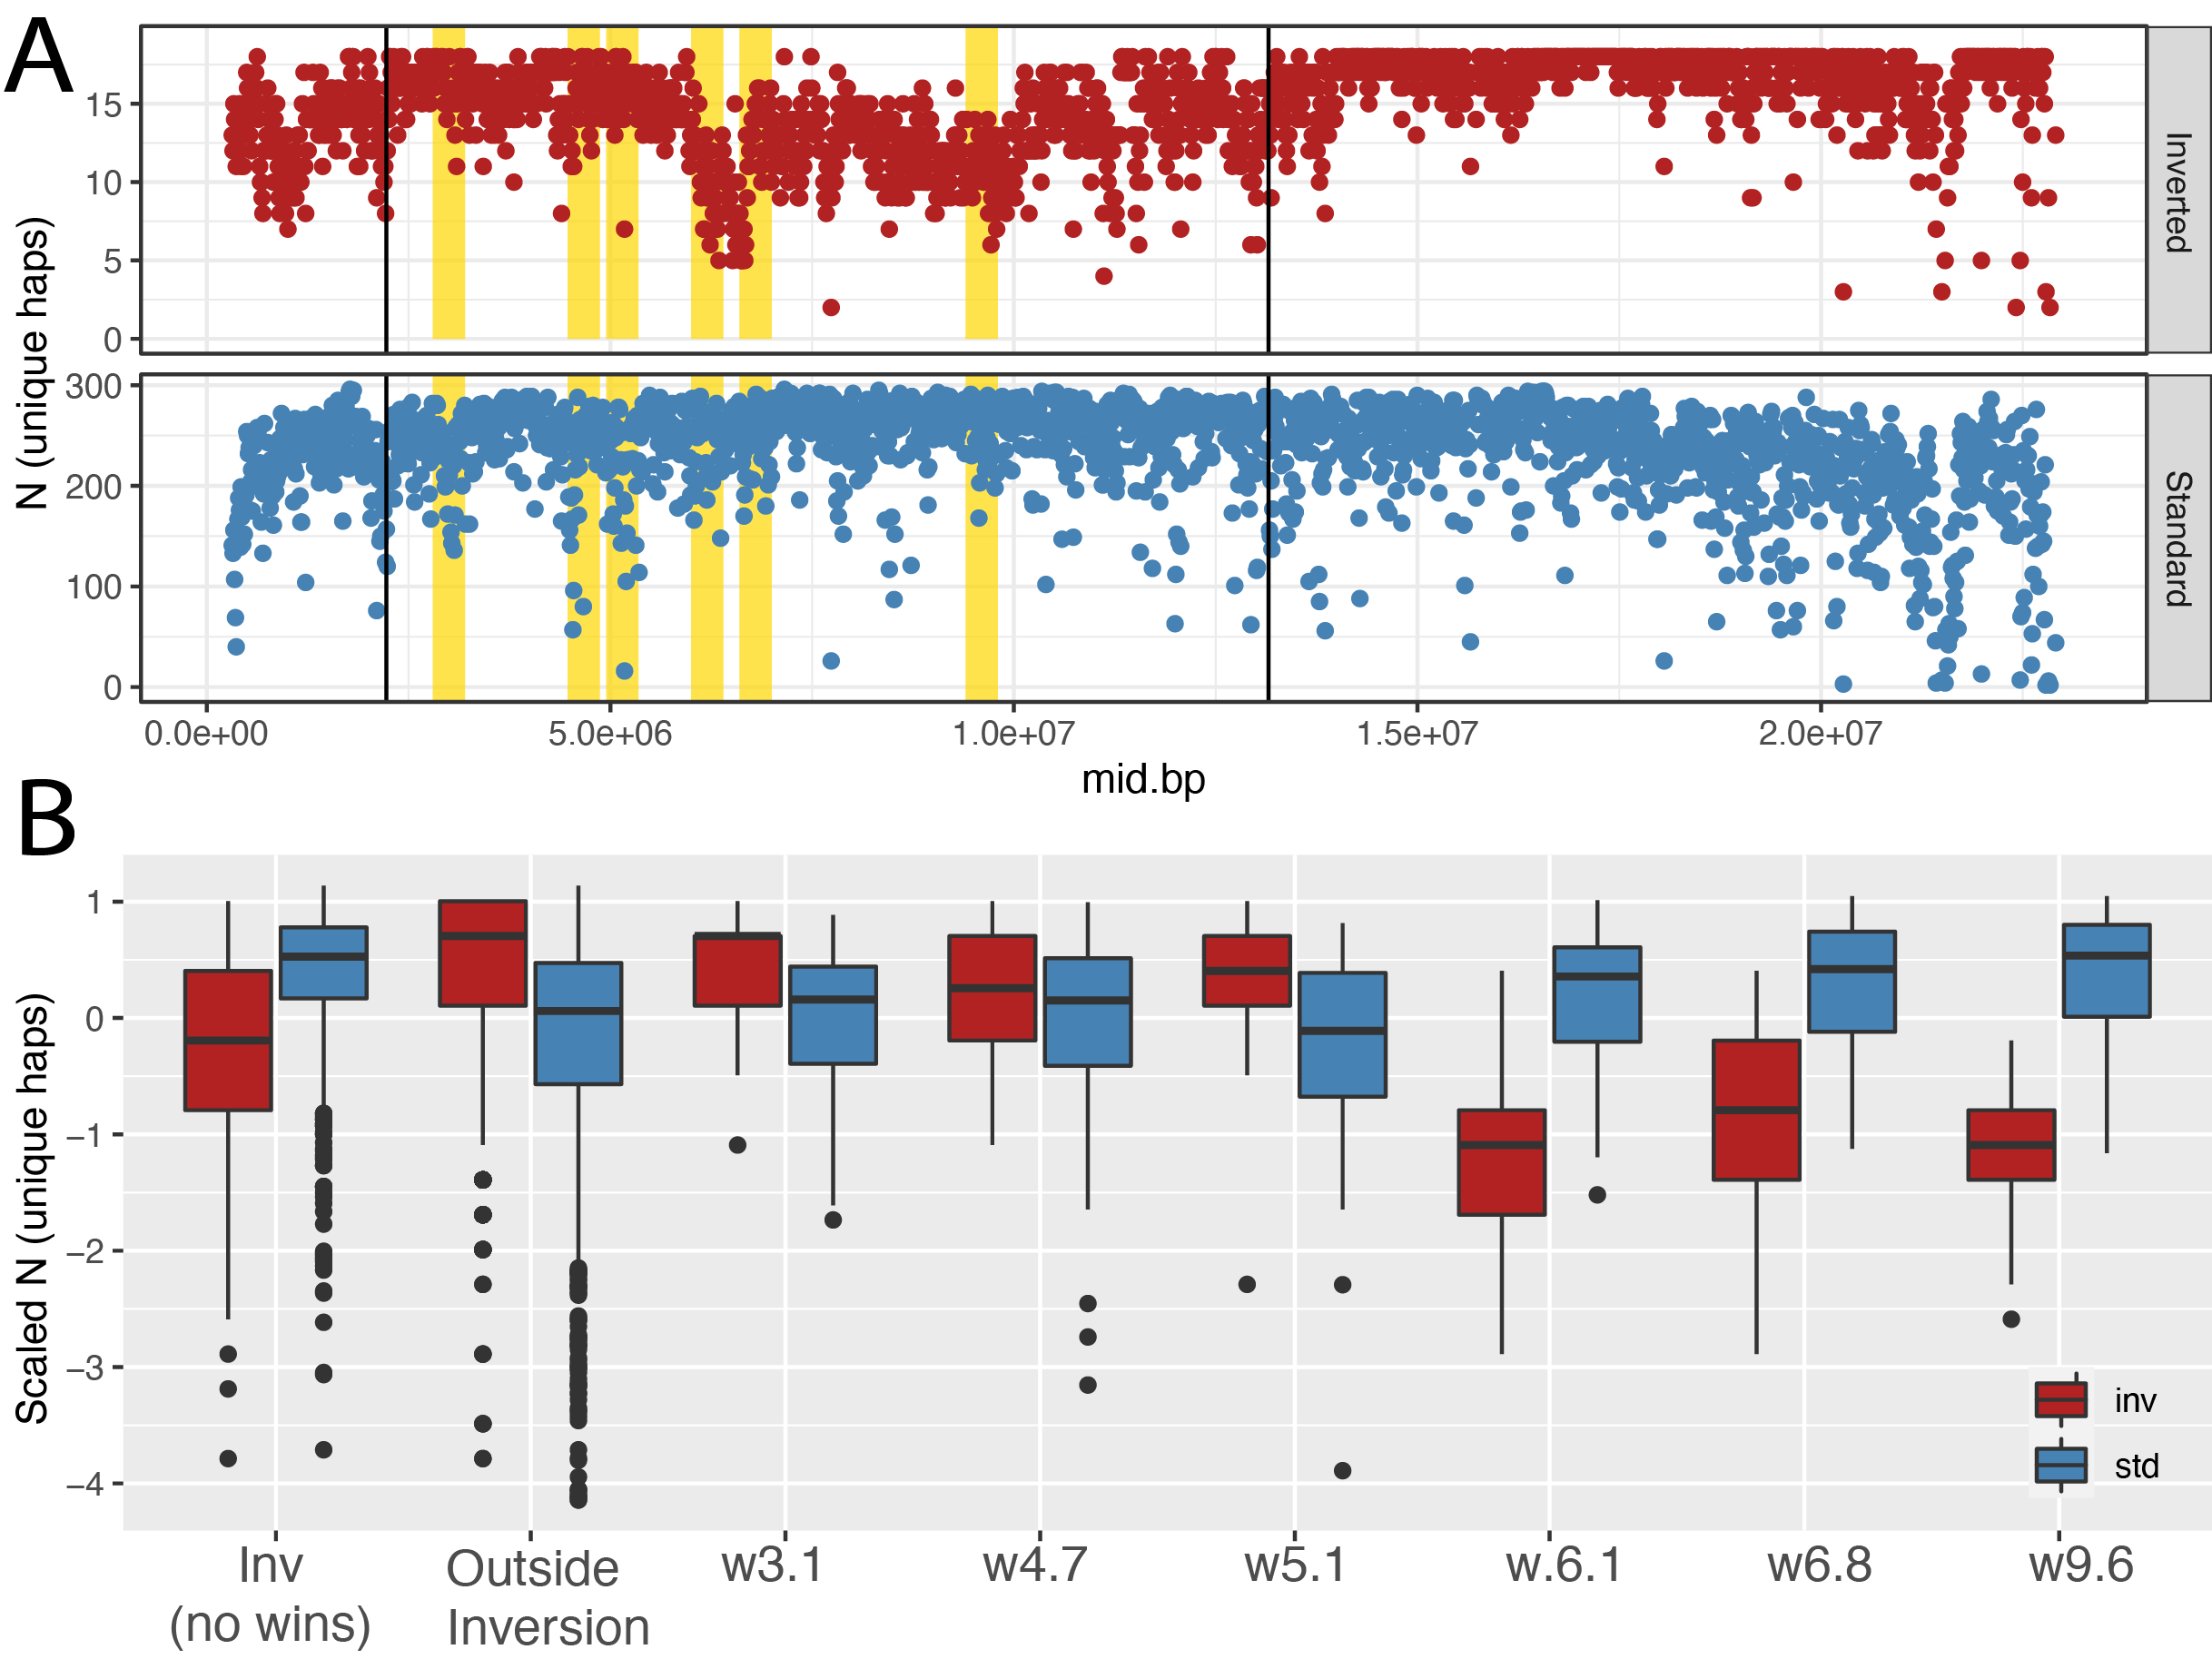 A
N (unique haps)
15
10
5
0
Inverted
300
200
100
0
Standard
0.0e+00
5.0e+06
1.0e+07
1.5e+07
2.0e+07
mid.bp
B
Scaled N (unique haps)
1
0
−1
−2
−3
−4
inv
std
Inv
(no wins)
Outside
Inversion
w3.1
w4.7
w5.1
w.6.1
w6.8
w9.6